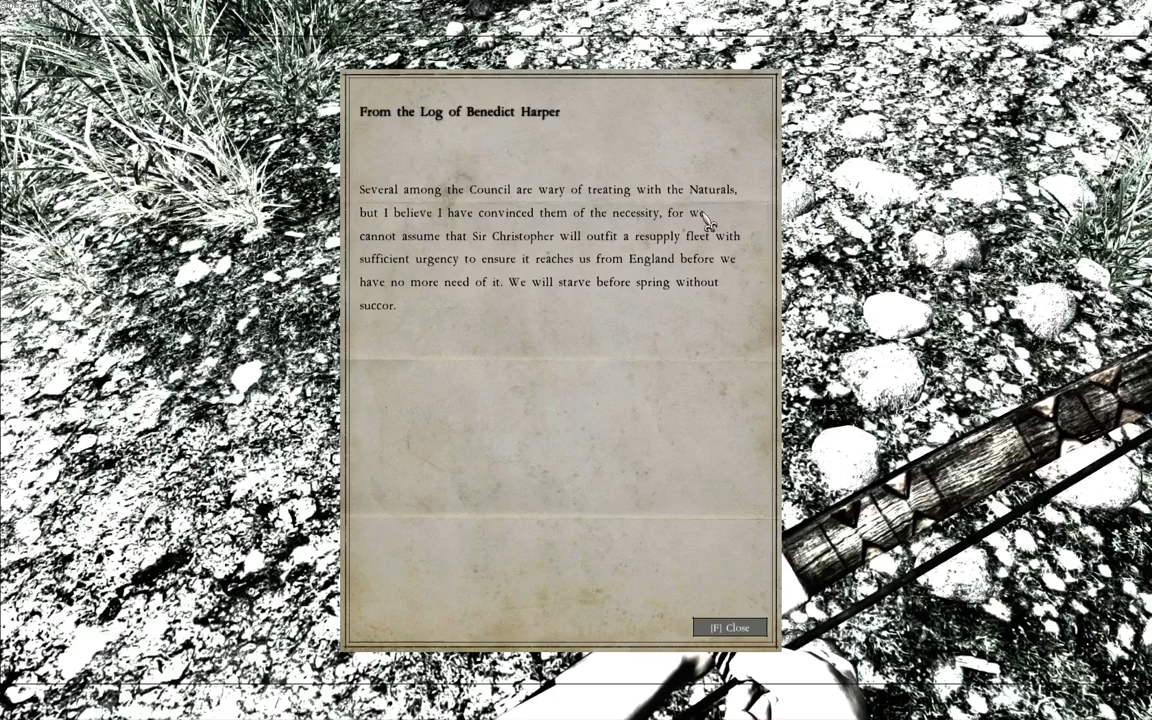 From the Log of Benedict Harper
Several among the Council are wary of treating with the Naturals,
but I believe I have convinced them of the necessity, for we
cannot assume that Sir Christopher will outfit a resupply fleet with
sufficient urgency to ensure it reaches us from England before we
have no more need of it. We will starve before spring without
succor.
[F] Close